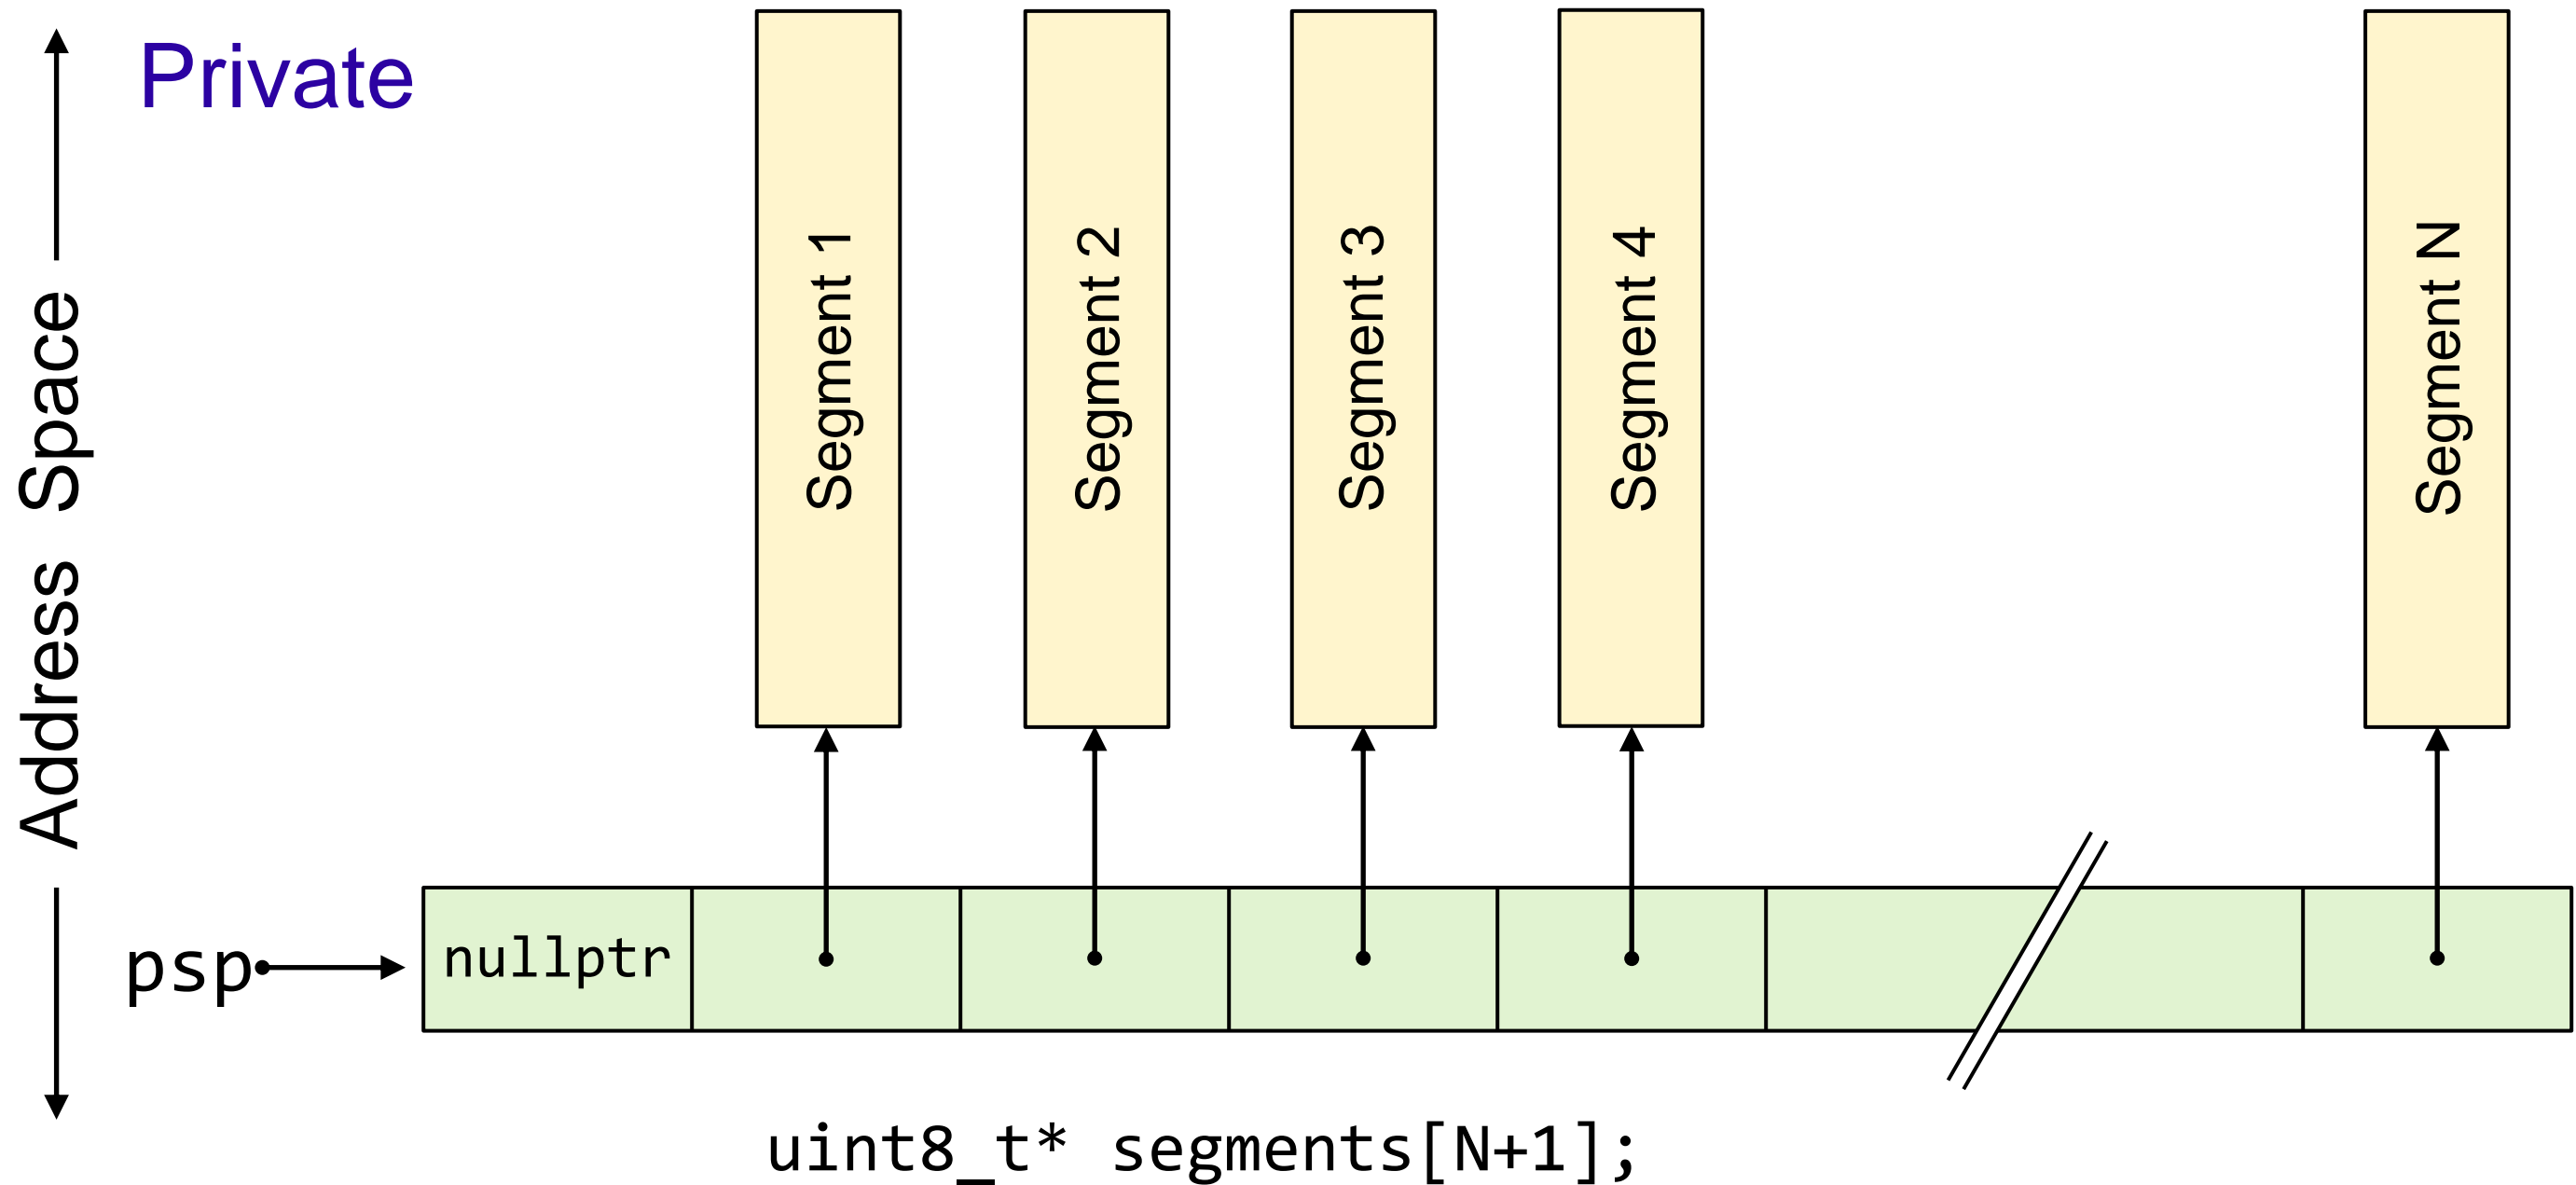 Private
Address Space
Segment 1
Segment 2
Segment 3
Segment 4
Segment N
psp
nullptr
uint8_t* segments[N+1];